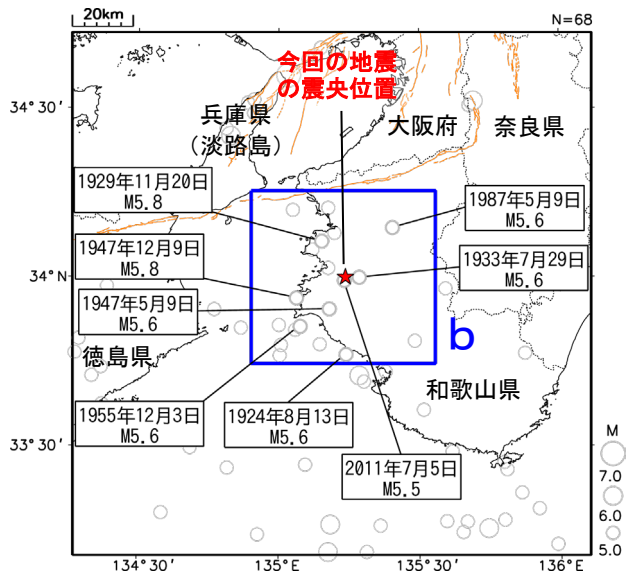 20km
N=68
今回の地震
の震央位置
34°30′
兵庫県
(淡路島)
大阪府
奈良県
1929年11月20日
M5.8
1987年5月9日
M5.6
1947年12月9日
M5.8
34°N
1933年7月29日
M5.6
1947年5月9日
M5.6
b
徳島県
和歌山県
1955年12月3日
M5.6
1924年8月13日
M5.6
33°30′
2011年7月5日
M5.5
M
7.0
6.0
5.0
134°30′
135°E
135°30′
136°E